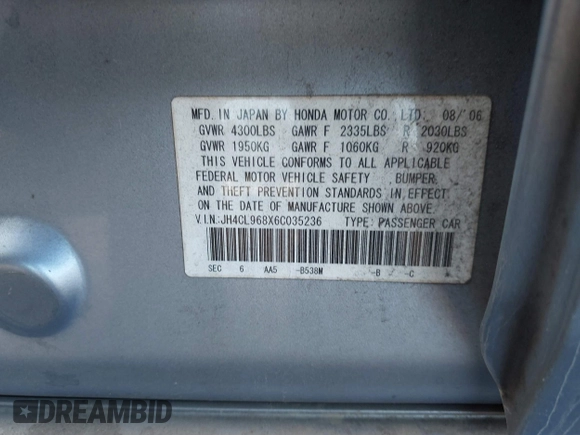 MFD. IN JAPAN BY HONDA MOTOR CO., LTD. 08/'06
GVWR 4300LBS GAWR F 2335LBS R 2030LBS
GVWR 1950KG GAWR F 1060KG R 920KG
THIS VEHICLE CONFORMS TO ALL APPLICABLE
FEDERAL MOTOR VEHICLE SAFETY, BUMPER,
AND THEFT PREVENTION STANDARDS IN EFFECT
ON THE DATE OF MANUFACTURE SHOWN ABOVE.
V.I.N:JH4CL968X6C035236 TYPE: PASSENGER CAR
SEC 6 AA5 -B538M -B / -C
DREAMBID